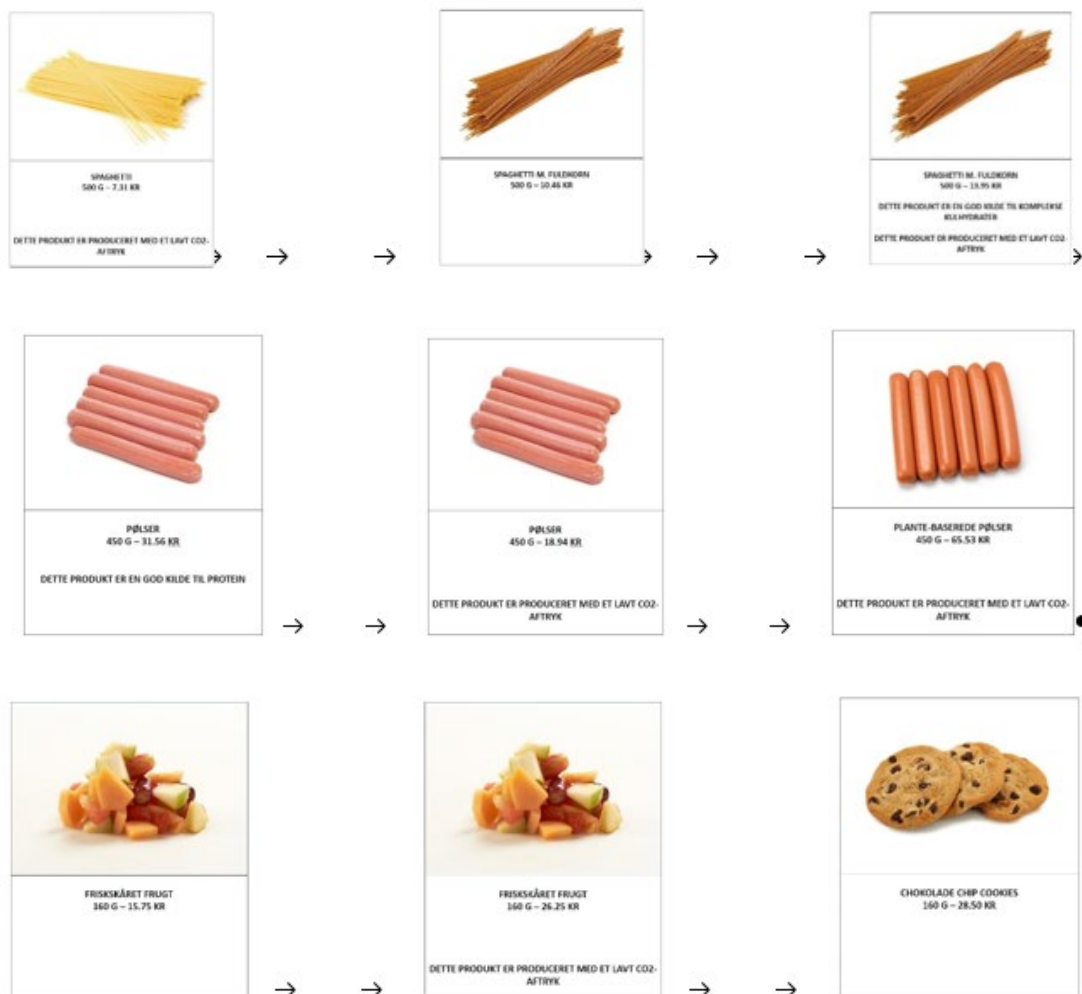 SPAGHETTI
500 G – 7.31 KR
DETTE PRODUKT ER PRODUCERET MED ET LAVT CO2-
AFTRYK
SPAGHETTI M. FULDKORN
500 G – 10.46 KR
SPAGHETTI M. FULDKORN
500 G – 13.95 KR
DETTE PRODUKT ER EN GOD KILDE TIL KOMPLEKSE
KULHYDRATER
DETTE PRODUKT ER PRODUCERET MED ET LAVT CO2-
AFTRYK
PØLSER
450 G – 31.56 KR
DETTE PRODUKT ER EN GOD KILDE TIL PROTEIN
PØLSER
450 G – 18.94 KR
DETTE PRODUKT ER PRODUCERET MED ET LAVT CO2-
AFTRYK
PLANTE-BASEREDE PØLSER
450 G – 65.53 KR
DETTE PRODUKT ER PRODUCERET MED ET LAVT CO2-
AFTRYK
FRISKSKÅRET FRUGT
160 G – 15.75 KR
FRISKSKÅRET FRUGT
160 G – 26.25 KR
DETTE PRODUKT ER PRODUCERET MED ET LAVT CO2-
AFTRYK
CHOKOLADE CHIP COOKIES
160 G – 28.50 KR